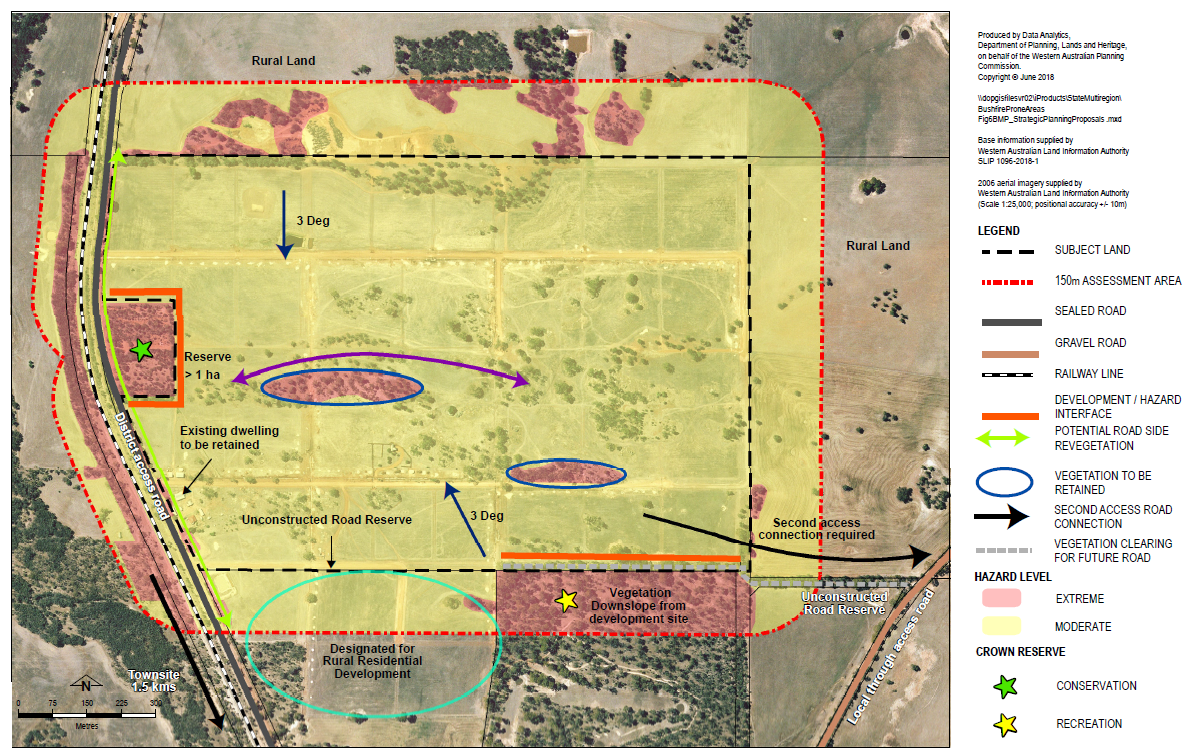 Rural Land
3 Deg
Rural Land
Reserve
> 1 ha
Existing dwelling
to be retained
District access road
Unconstructed Road Reserve
3 Deg
Second access
connection required
Vegetation
Downslope from
development site
Unconstructed
Road Reserve
Local through access road
Designated for
Rural Residential
Development
Townsite
1.5 kms
N
0 75 150 225 300
Metres
Produced by Data Analytics,
Department of Planning, Lands and Heritage,
on behalf of the Western Australian Planning
Commission.
Copyright © June 2018
\\dopgisfilesvr02\iProducts\StateMultiregion\
BushfireProneAreas
Fig6BMP_StrategicPlanningProposals .mxd
Base information supplied by
Western Australian Land Information Authority
SLIP 1096-2018-1
2006 aerial imagery supplied by
Western Australian Land Information Authority
(Scale 1:25,000; positional accuracy +/- 10m)
LEGEND
SUBJECT LAND
150m ASSESSMENT AREA
SEALED ROAD
GRAVEL ROAD
RAILWAY LINE
DEVELOPMENT / HAZARD
INTERFACE
POTENTIAL ROAD SIDE
REVEGETATION
VEGETATION TO BE
RETAINED
SECOND ACCESS ROAD
CONNECTION
VEGETATION CLEARING
FOR FUTURE ROAD
HAZARD LEVEL
EXTREME
MODERATE
CROWN RESERVE
CONSERVATION
RECREATION